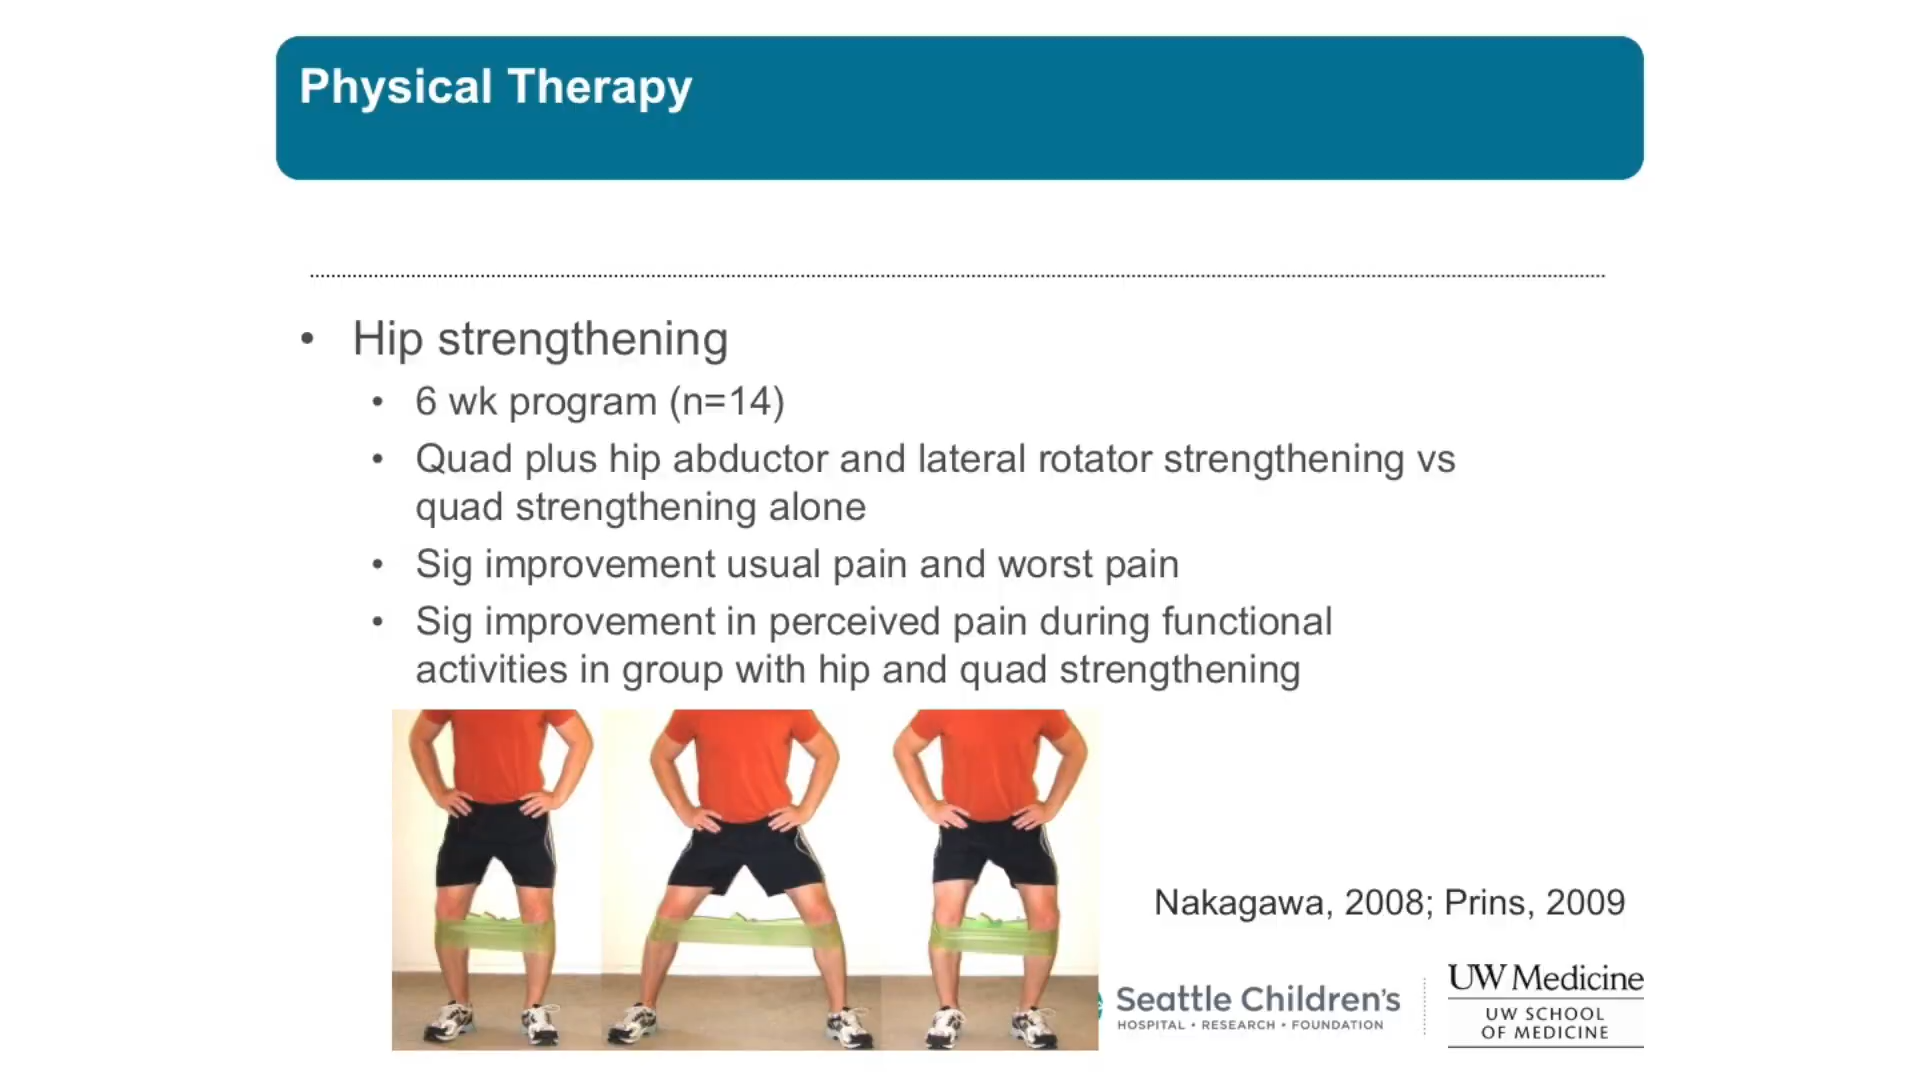 Physical Therapy
• Hip strengthening
• 6 wk program (n=14)
• Quad plus hip abductor and lateral rotator strengthening vs
quad strengthening alone
• Sig improvement usual pain and worst pain
• Sig improvement in perceived pain during functional
activities in group with hip and quad strengthening
Nakagawa, 2008; Prins, 2009
Seattle Children's
HOSPITAL • RESEARCH • FOUNDATION
UW Medicine
UW SCHOOL
OF MEDICINE